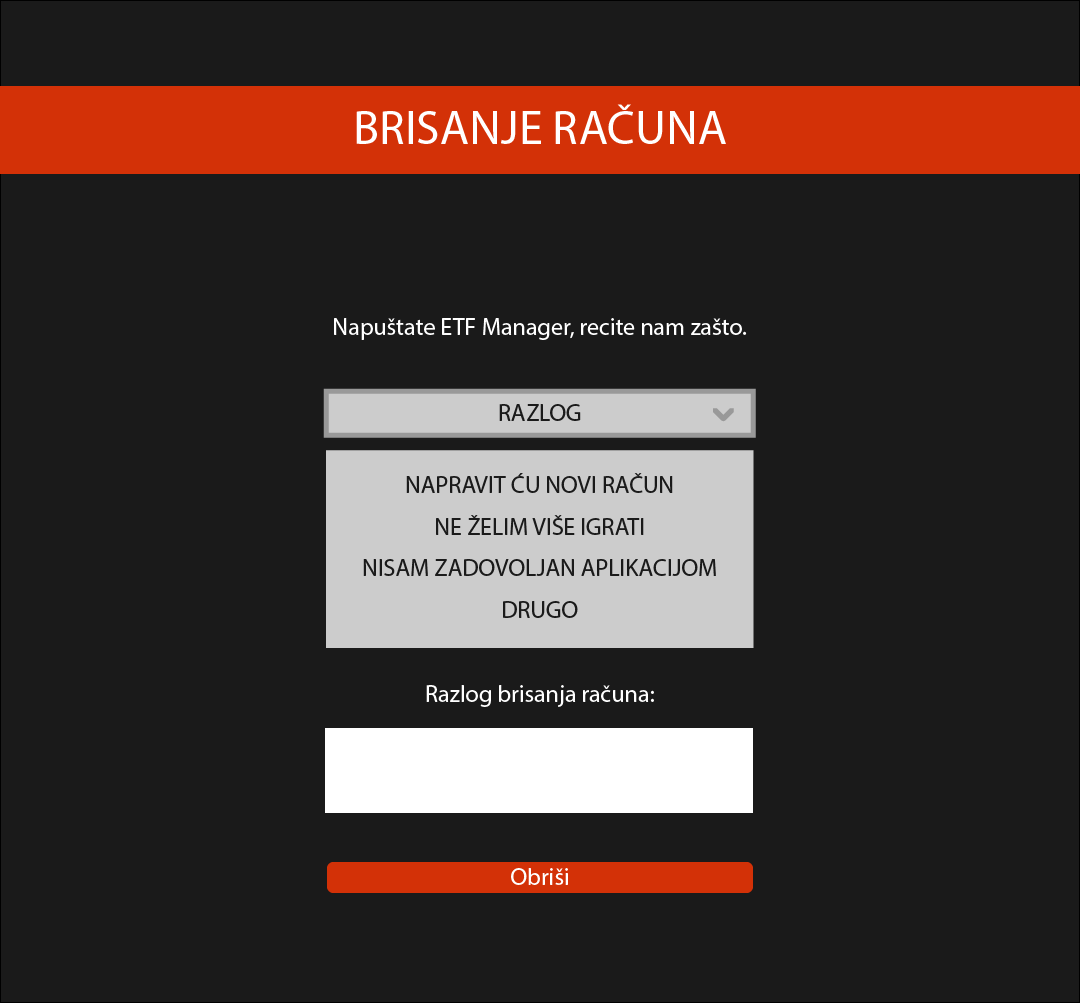 BRISANJE RAČUNA
Napuštate ETF Manager, recite nam zašto.
RAZLOG
NAPRAVIT ĆU NOVI RAČUN
NE ŽELIM VIŠE IGRATI
NISAM ZADOVOLJAN APLIKACIJOM
DRUGO
Razlog brisanja računa:
Obriši